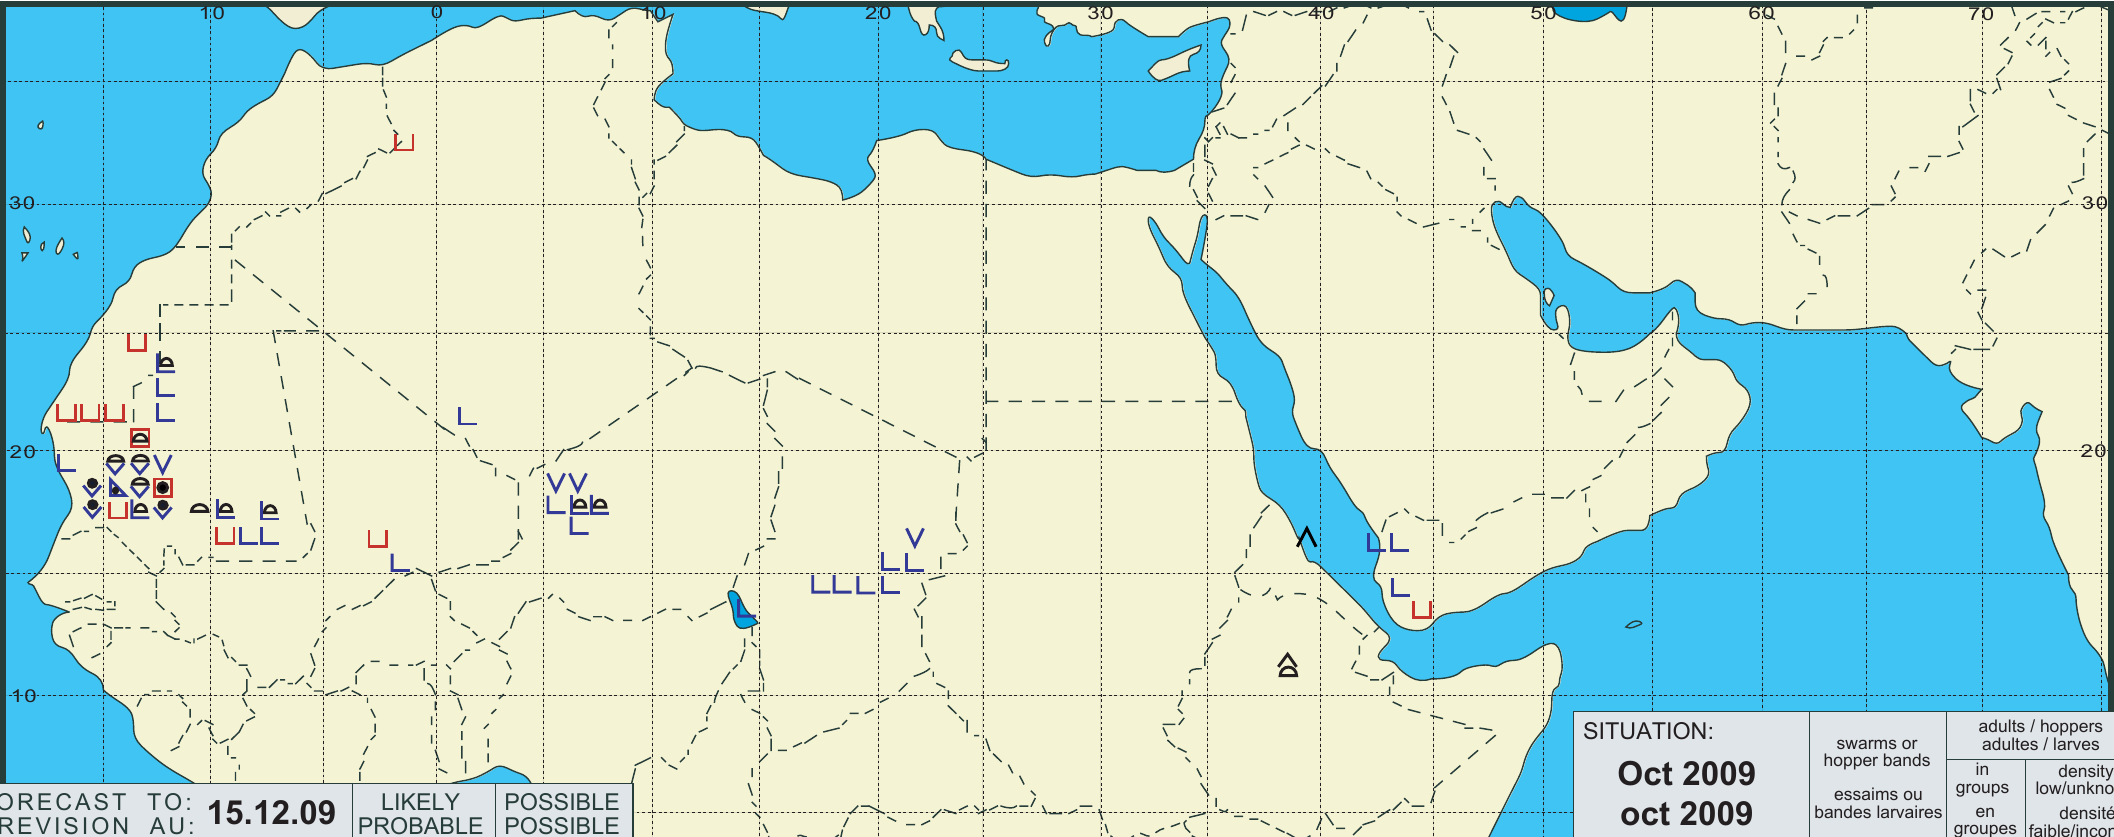 10 0 10 20 30 40 50 60 70
30 30
20 20
10
SITUATION:
Oct 2009
oct 2009
swarms or
hopper bands
essaims ou
bandes larvaires
adults / hoppers
adultes / larves
in
groups
en
groupes
density
low/unkno
densité
faible/incor
ORECAST TO:
REVISION AU:
15.12.09
LIKELY
PROBABLE
POSSIBLE
POSSIBLE